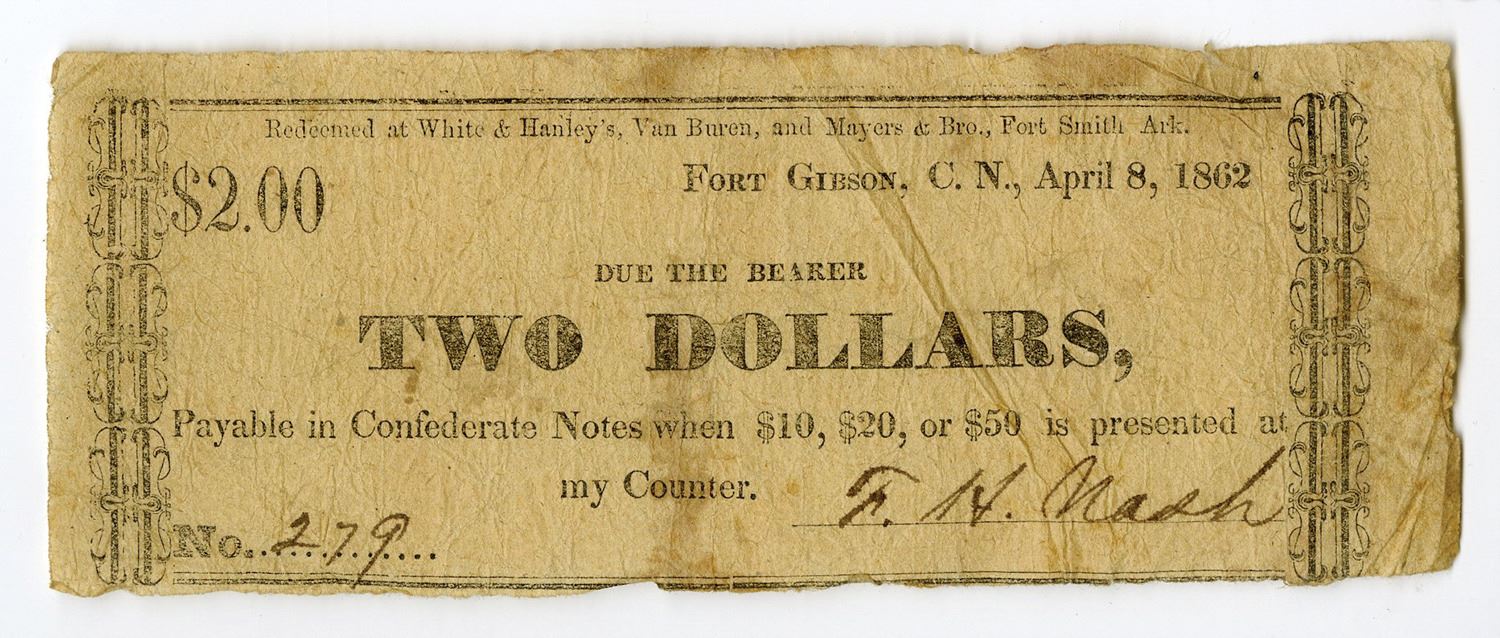 Redeemed at White & Hanley's, Van Buren, and Mayers & Bro., Fort Smith Ark.
$2.00
FORT GIBSON, C. N., April 8, 1862
DUE THE BEARER
TWO DOLLARS,
Payable in Confederate Notes when $10, $20, or $50 is presented at
my Counter.
F. H. Nash
No. 279